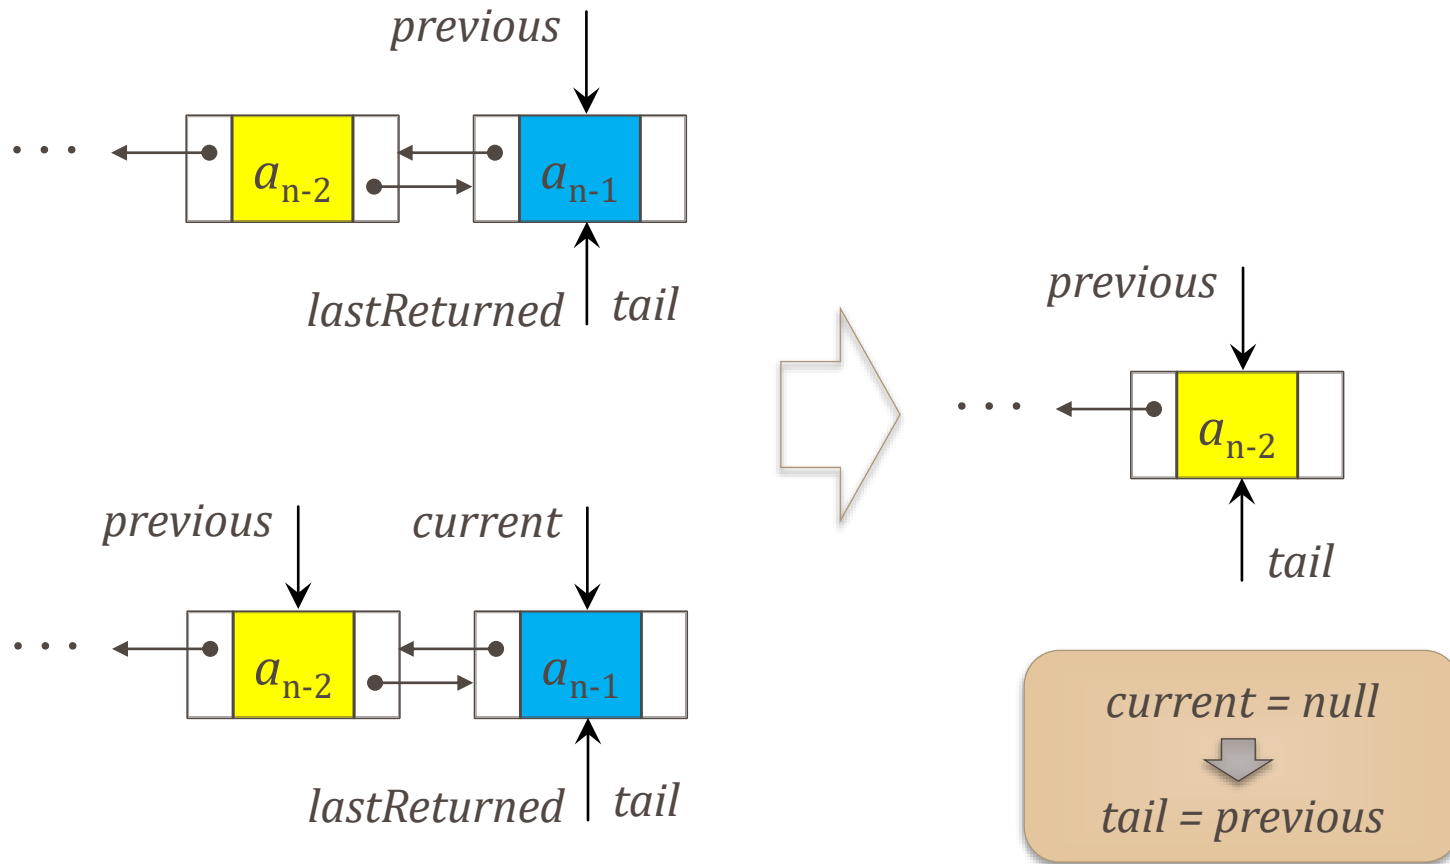 previous
. . .
aₙ₋₂ aₙ₋₁
lastReturned tail
previous current
. . .
aₙ₋₂ aₙ₋₁
lastReturned tail
previous
. . .
aₙ₋₂
tail
current = null
tail = previous